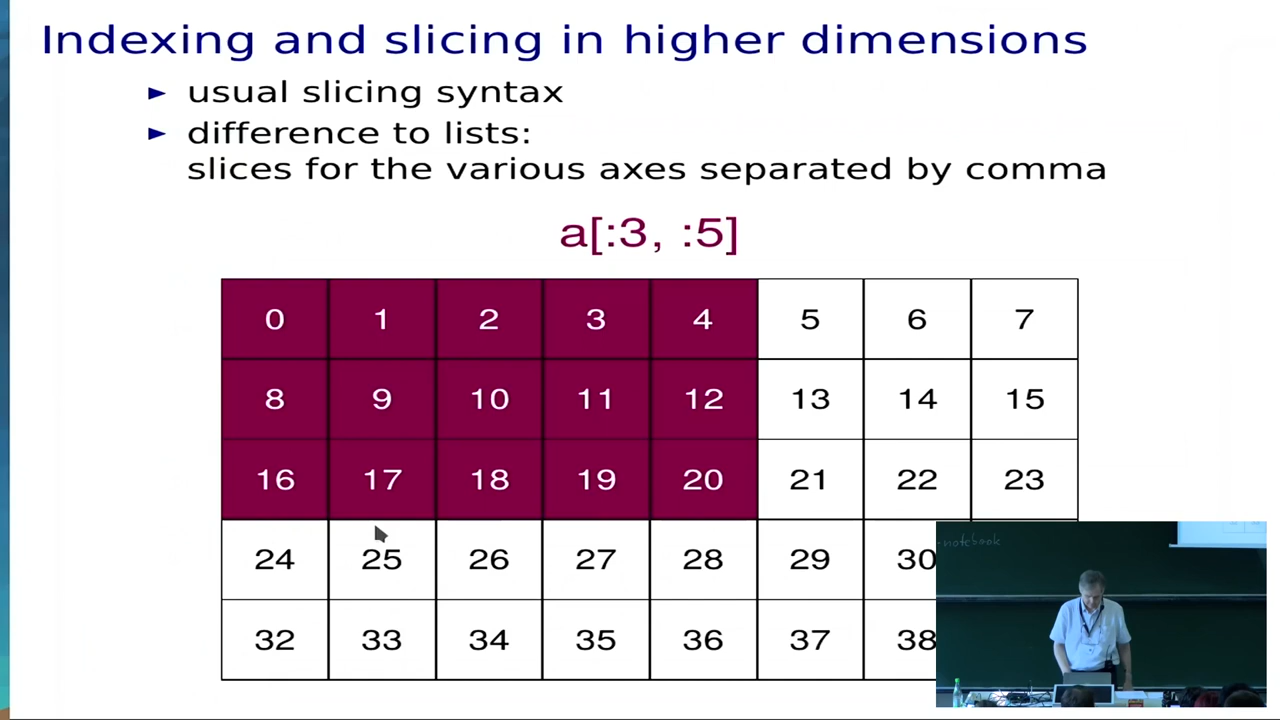 Indexing and slicing in higher dimensions
► usual slicing syntax
► difference to lists:
slices for the various axes separated by comma
a[:3, :5]
0 1 2 3 4 5 6 7
8 9 10 11 12 13 14 15
16 17 18 19 20 21 22 23
24 25 26 27 28 29 30
32 33 34 35 36 37 38
notebook